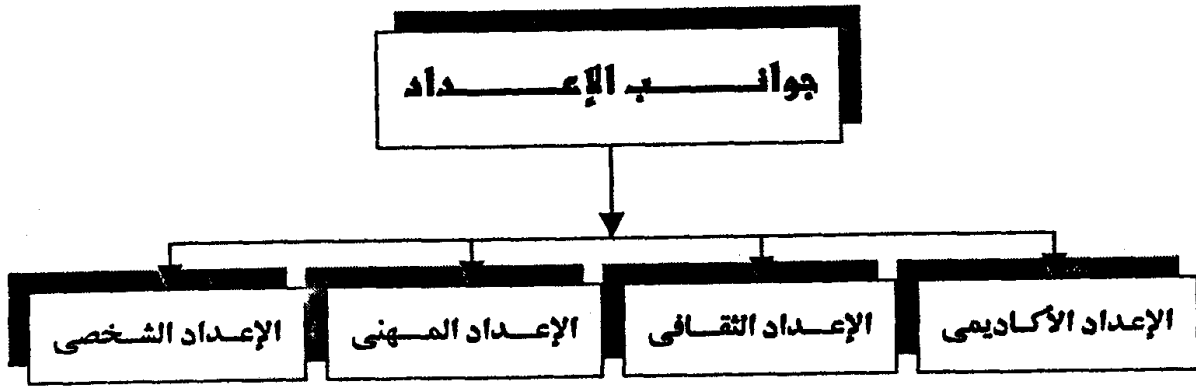 جوانب الإعداد
الإعداد الأكاديمى
الإعداد الثقافى
الإعداد المهنى
الإعداد الشخصى